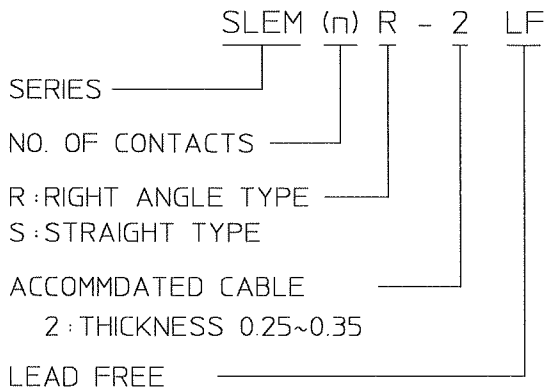 SLEM (n) R - 2 LF
SERIES
NO. OF CONTACTS
R:RIGHT ANGLE TYPE
S:STRAIGHT TYPE
ACCOMMDATED CABLE
2:THICKNESS 0.25~0.35
LEAD FREE